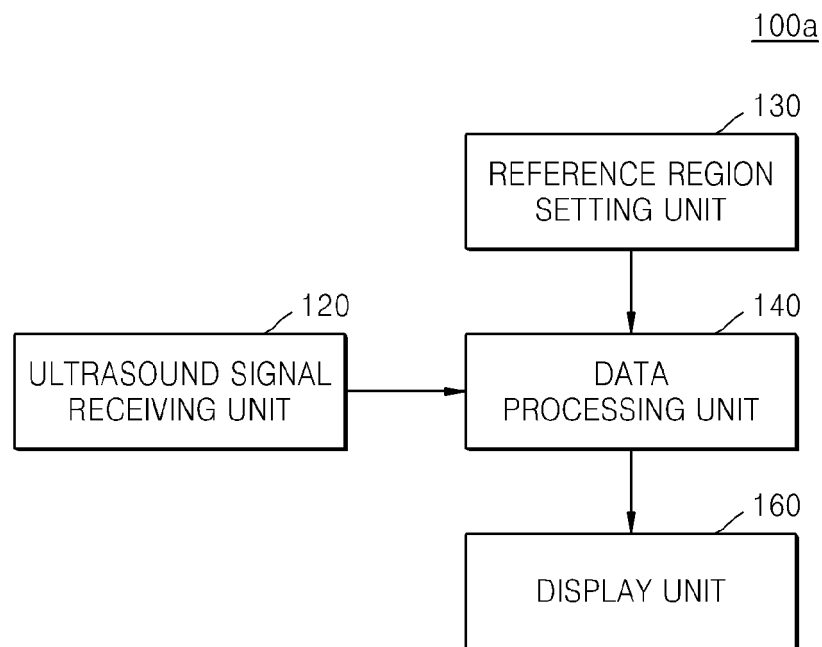 100a
130
REFERENCE REGION
SETTING UNIT
120
ULTRASOUND SIGNAL
RECEIVING UNIT
140
DATA
PROCESSING UNIT
160
DISPLAY UNIT